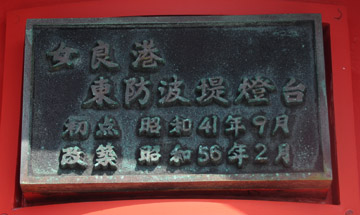 女良港
東防波堤燈台
初点 昭和41年9月
改築 昭和56年2月